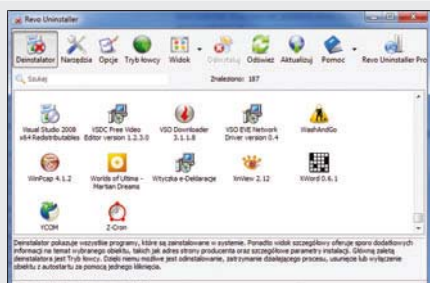 Revo Uninstaller
Deinstalator Narzędzia Opcje Tryb łowcy Widok Odinstaluj Odśwież Aktualizuj Pomoc Revo Uninstaller Pro
Szukaj Znaleziono: 187
Visual Studio 2008 x64 Redistributables
VSDC Free Video Editor version 1.2.3.0
VSO Downloader 3.1.1.8
VSO EVE Network Driver version 0.4
WashAndGo
WinPcap 4.1.2
Worlds of Ultima - Martian Dreams
Wtyczka e-Deklaracje
XnView 2.12
XWord 0.6.1
YCOM
Z-Cron
Deinstalator pokazuje wszystkie programy, które są zainstalowane w systemie. Ponadto widok szczegółowy oferuje sporo dodatkowych
informacji na temat wybranego obiektu, takich jak adres strony producenta oraz szczegółowe parametry instalacji. Główną zaletą
deinstalatora jest Tryb łowcy. Dzięki niemu możliwe jest odinstalowanie, zatrzymanie działającego procesu, usunięcie lub wyłączenie
obiektu z autostartu za pomocą jednego kliknięcia.